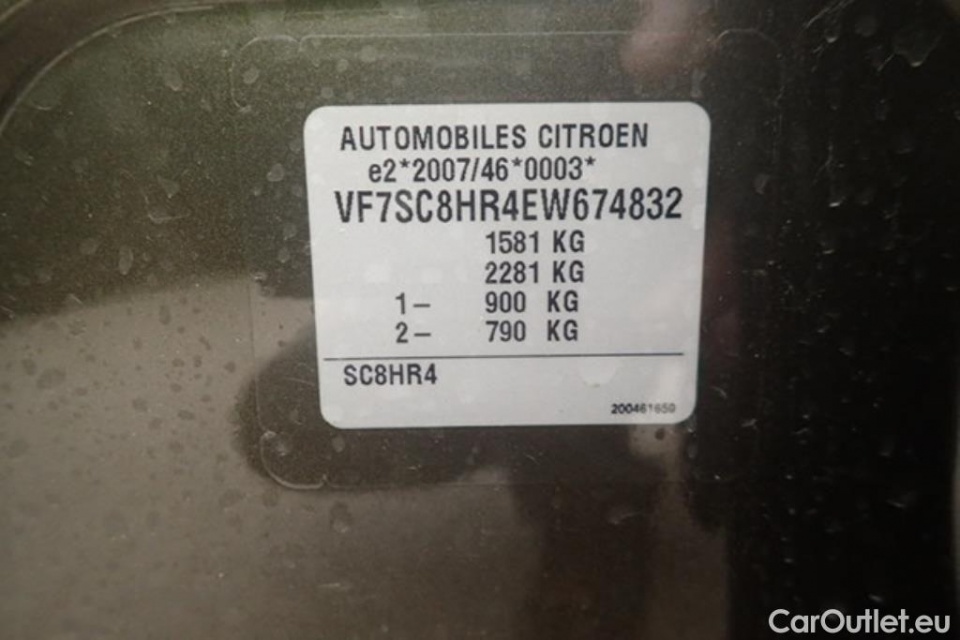 AUTOMOBILES CITROEN
e2*2007/46*0003*
VF7SC8HR4EW674832
1581 KG
2281 KG
1- 900 KG
2- 790 KG
SC8HR4
200461650
CarOutlet.eu